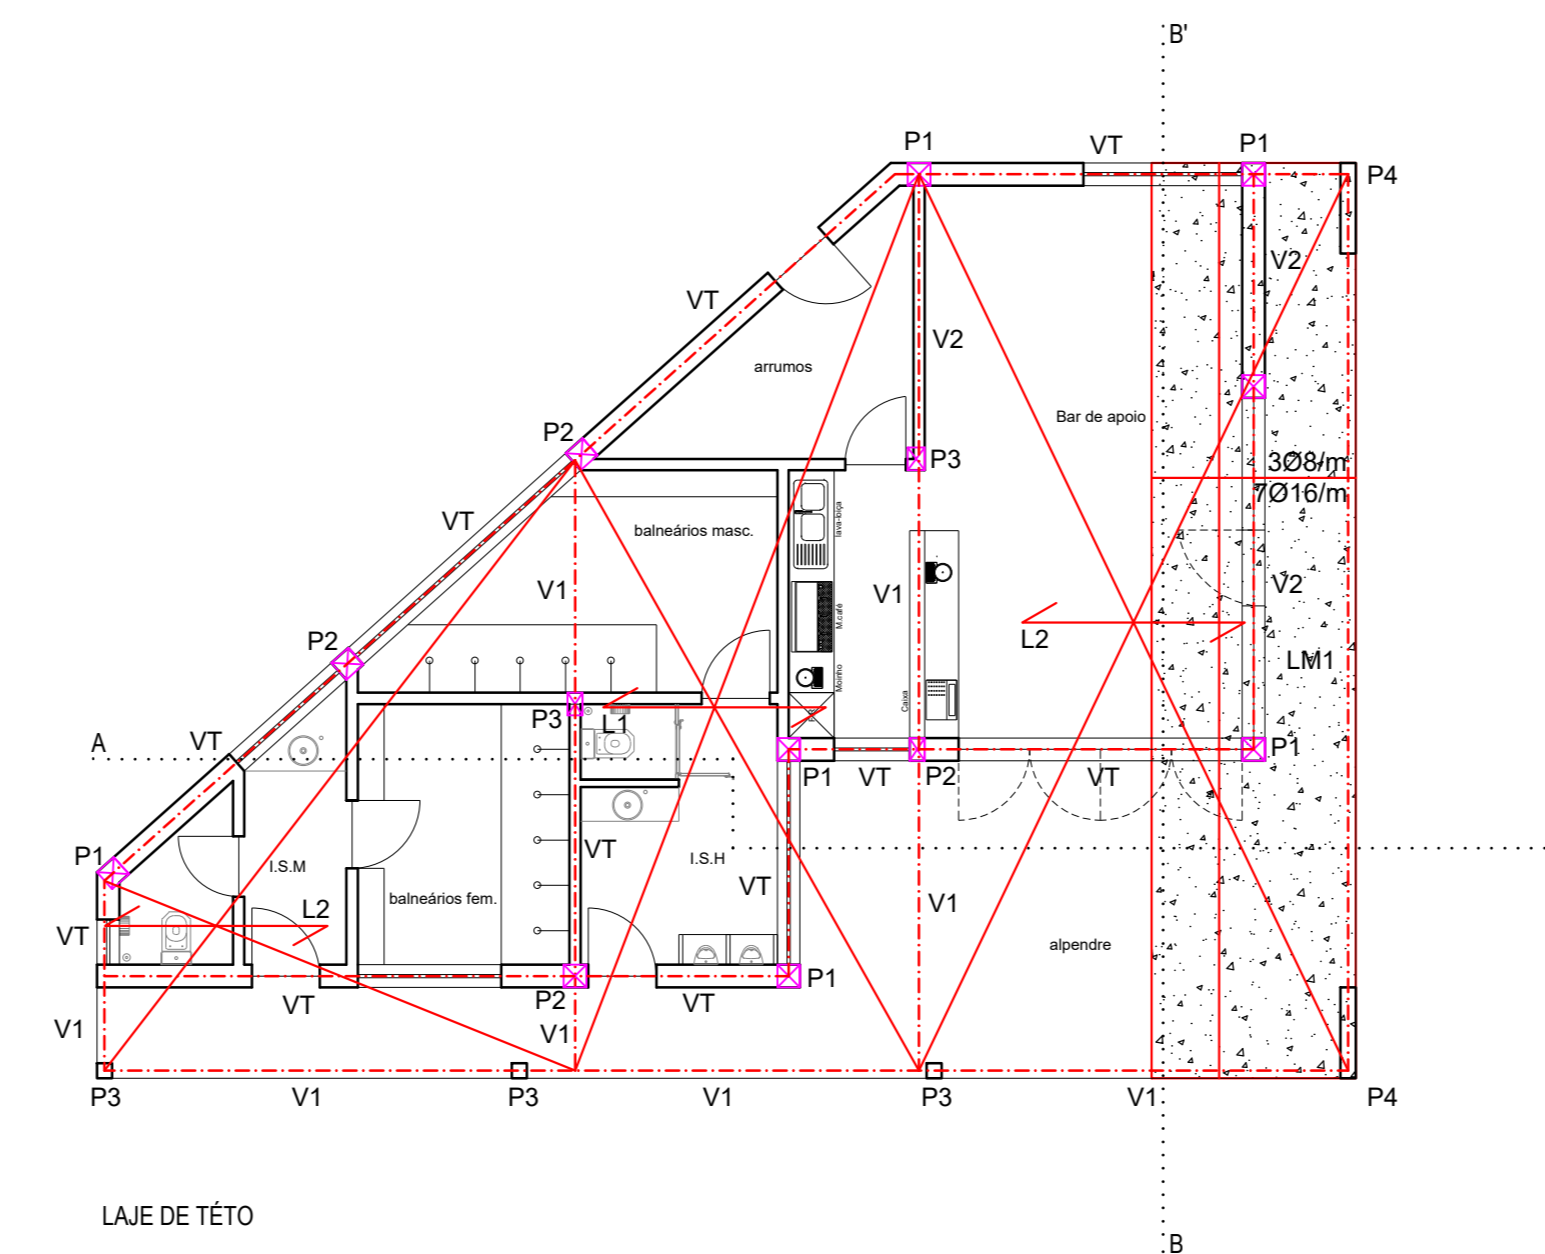 B'
P1
VT
P1
P4
V2
VT
V2
arrumos
Bar de apoio
P2
P3
3Ø8/m
7Ø16/m
VT
balneários masc.
lava-loiça
V1
V1
V2
M.café
P2
L2
LM1
Moinho
Caixa
P3
L1
A
VT
P1
VT
P2
VT
P1
P1
VT
I.S.M
I.S.H
VT
balneários fem.
L2
V1
VT
alpendre
P1
VT
P2
VT
V1
V1
P3
V1
P3
V1
P3
V1
P4
LAJE DE TÉTO
B